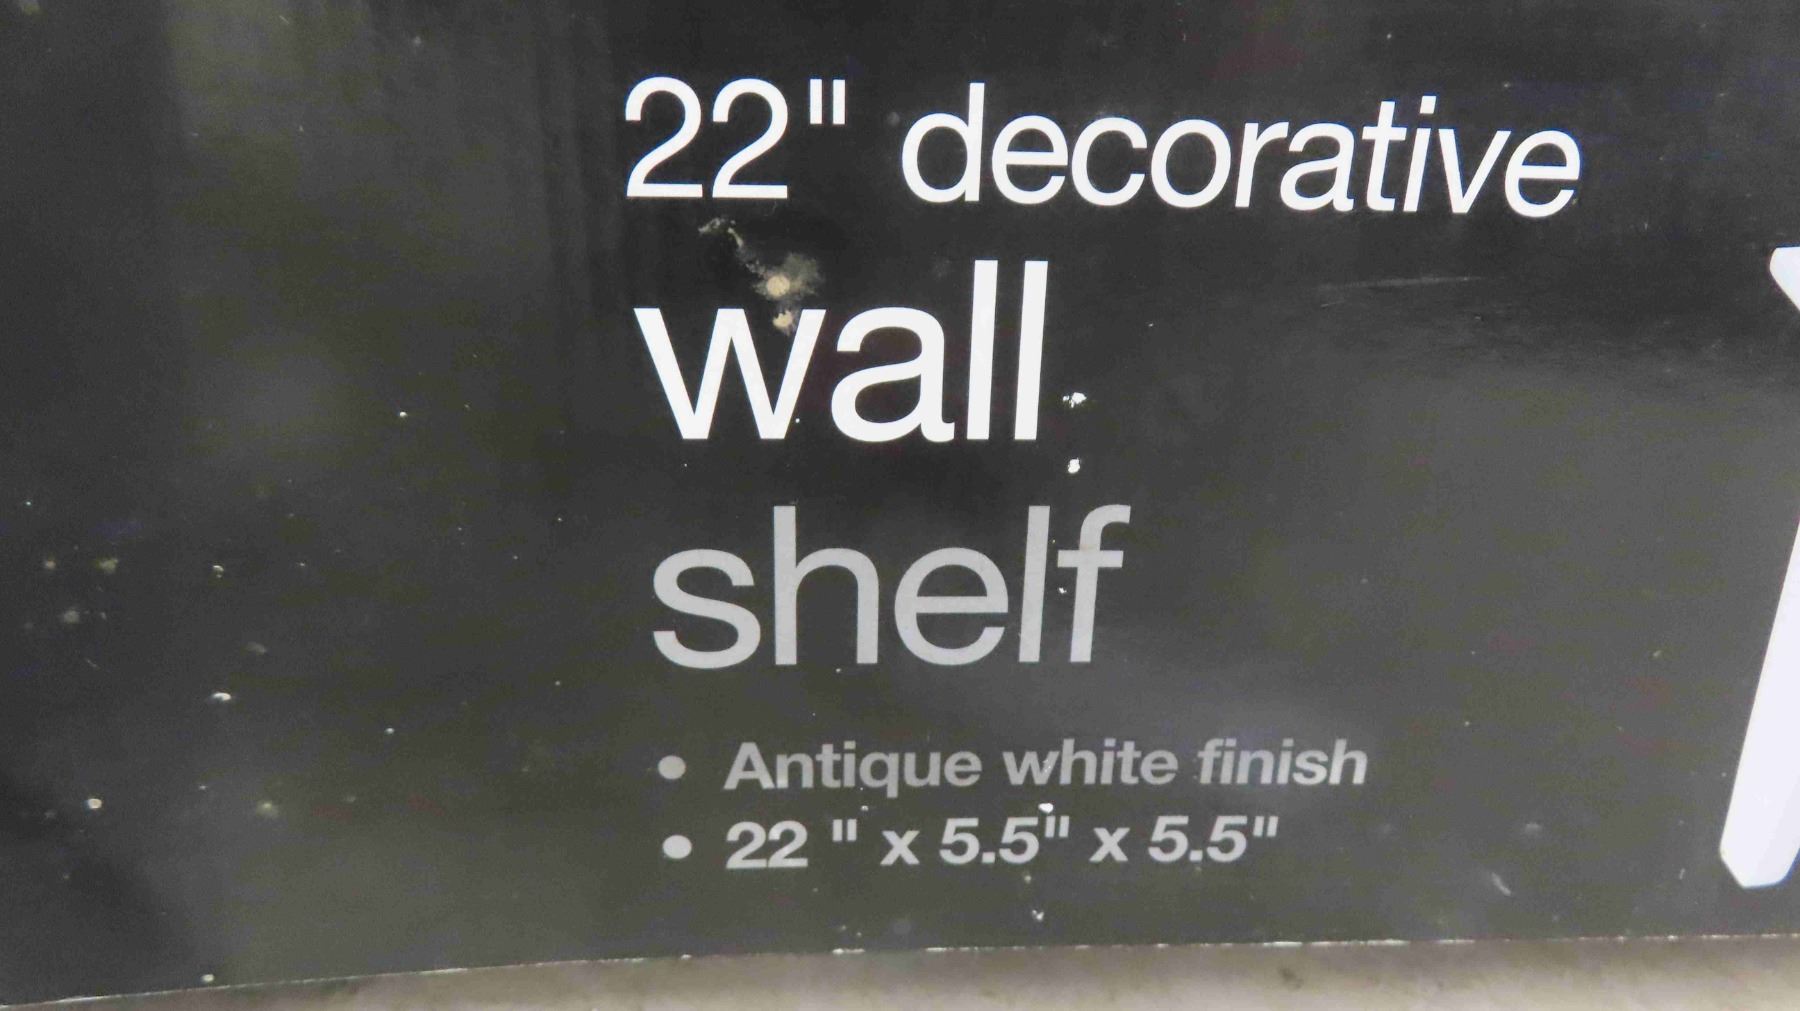 22" decorative
wall
shelf
• Antique white finish
• 22 " x 5.5" x 5.5"